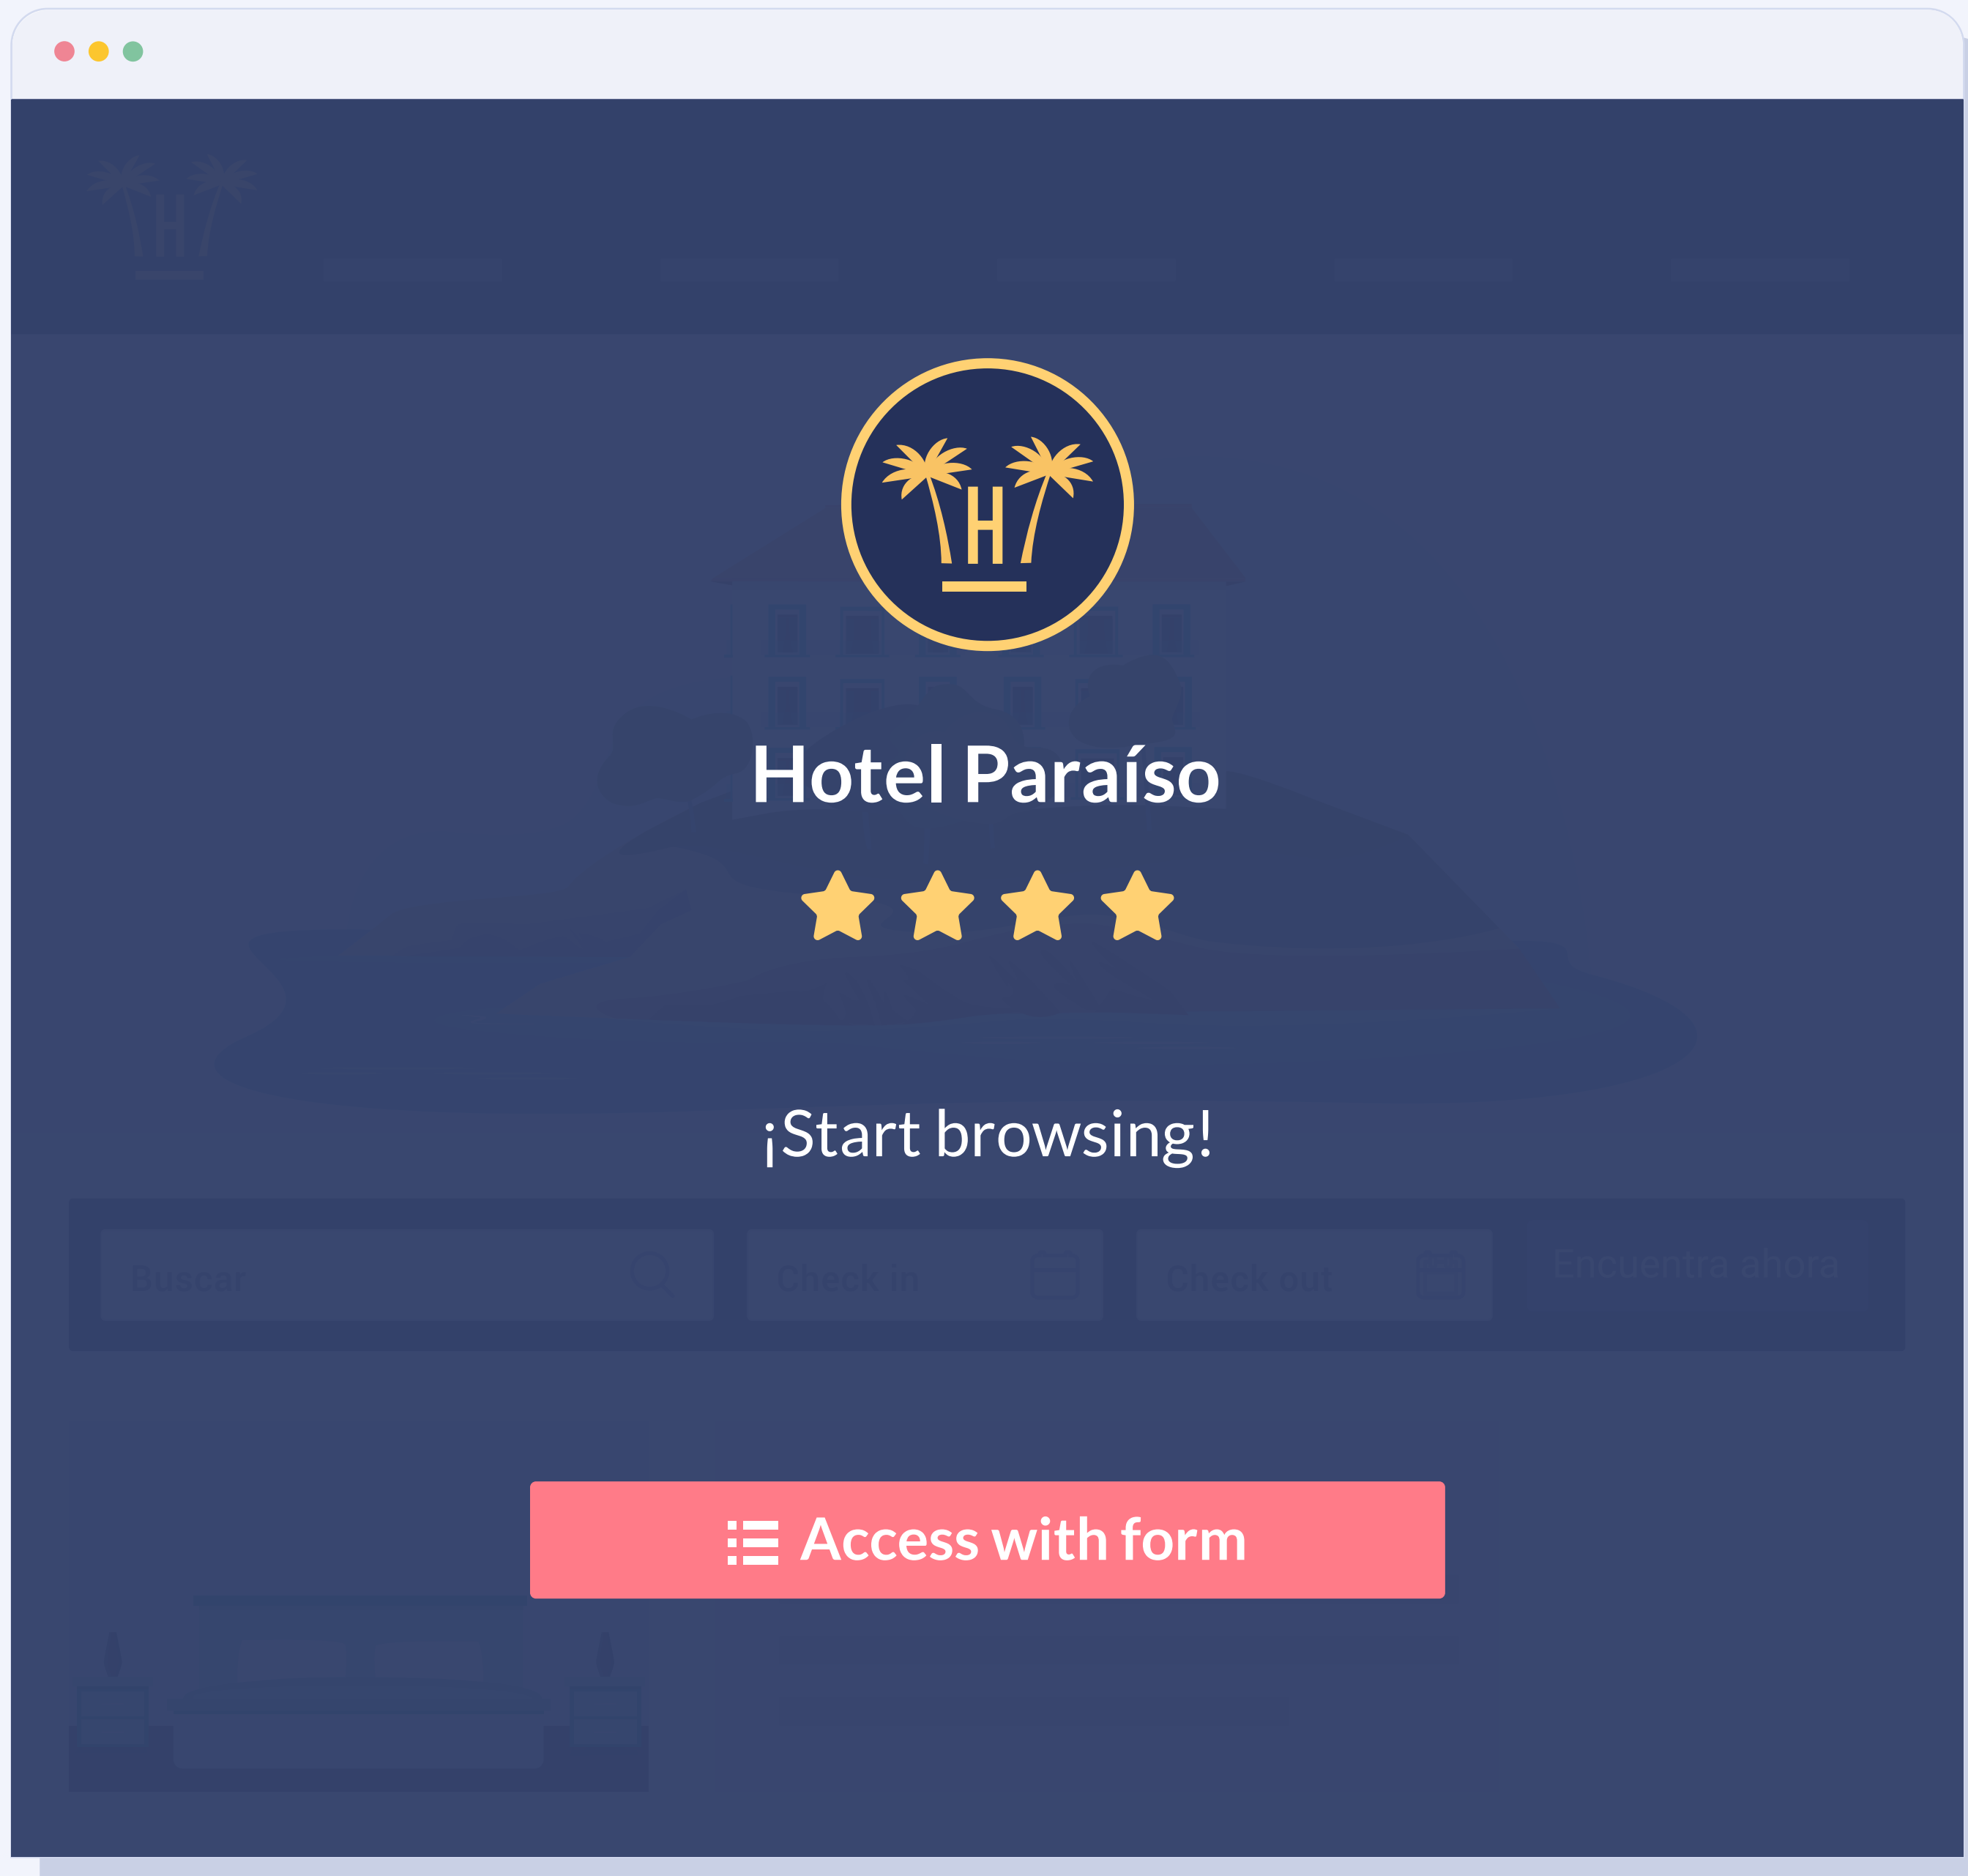 H
H
Hotel Paraíso
¡Start browsing!
Buscar
Check in
Check out
Encuentra ahora
Access with form